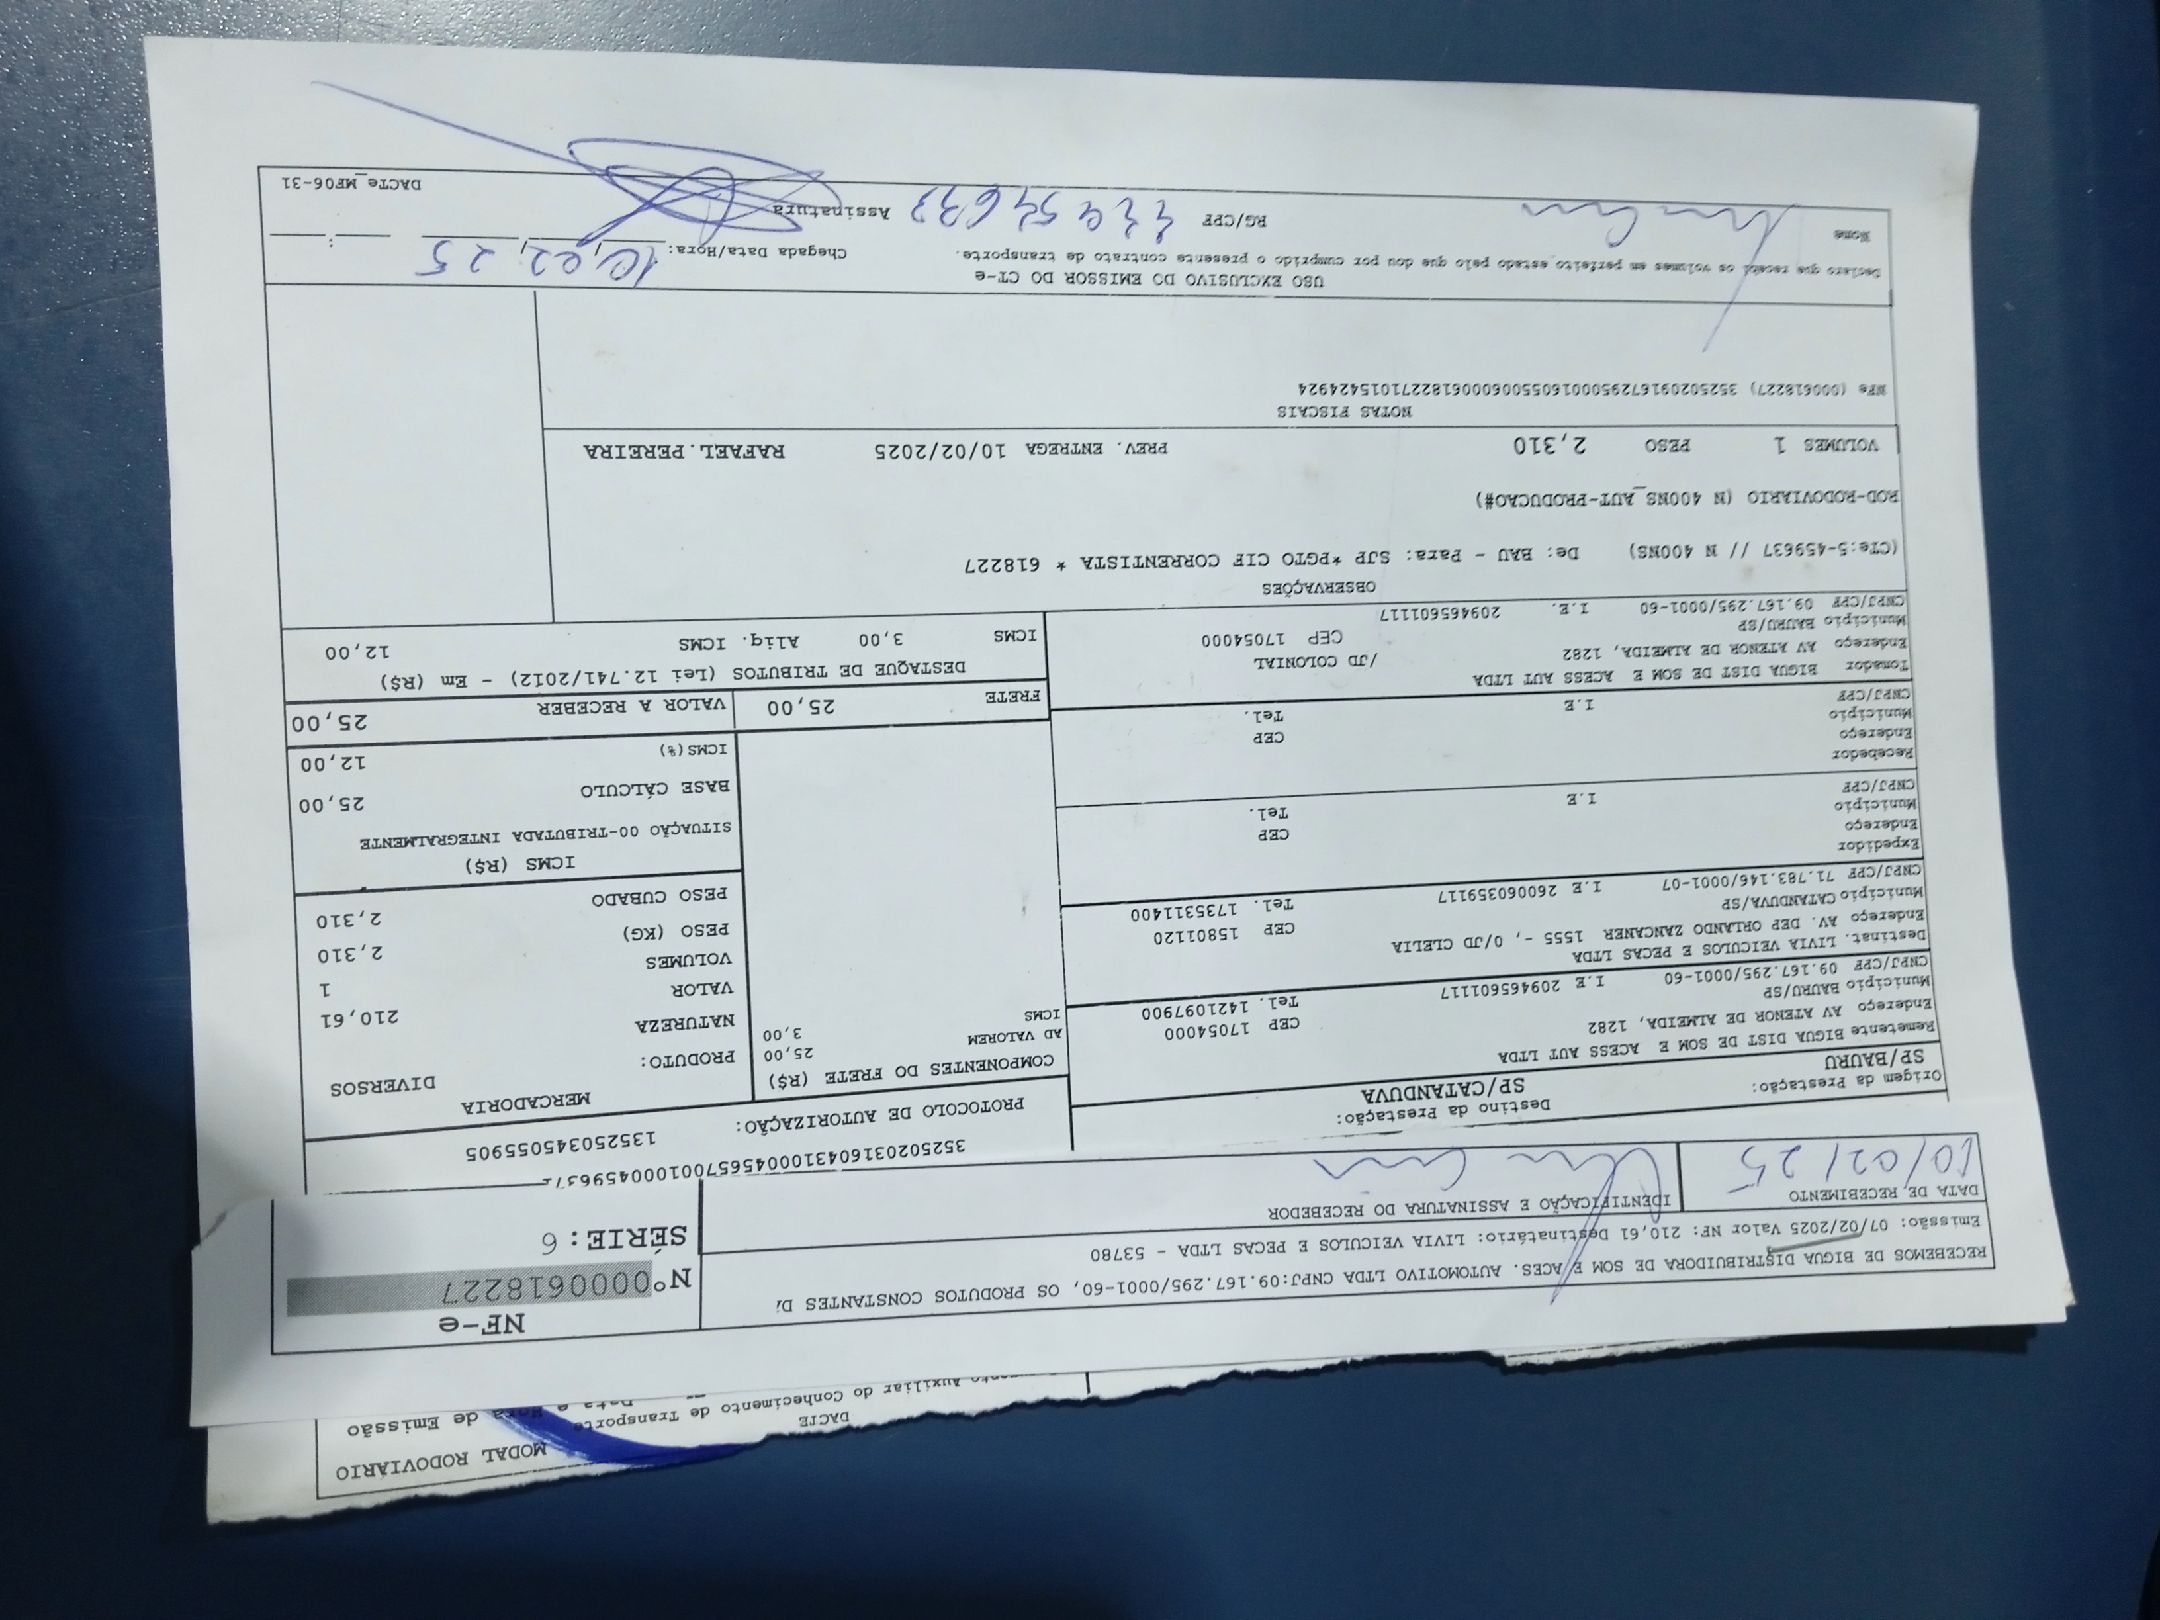 RECEBEMOS DE BIGUA DISTRIBUIDORA DE SOM E ACES. AUTOMOTIVO LTDA CNPJ:09.167.295/0001-60, OS PRODUTOS CONSTANTES
Emissão: 07/02/2025 Valor NF: 210,61 Destinatário: LIVIA VEICULOS E PECAS LTDA - 53780
NF-e
Nº000618227
SÉRIE: 6
DATA DE RECEBIMENTO
10/02/25
IDENTIFICAÇÃO E ASSINATURA DO RECEBEDOR
MODAL RODOVIÁRIO
DACTE
Auxiliar do Conhecimento de Transporte
Data e Hora de Emissão
PROTOCOLO DE AUTORIZAÇÃO:
135250345055905
Origem da Prestação:
SP/BAURU
Destino da Prestação:
SP/CATANDUVA
Remetente BIGUA DIST DE SOM E ACESS AUT LTDA
Endereço AV ATENOR DE ALMEIDA, 1282
Município BAURU/SP CEP 17054000
CNPJ/CPF 09.167.295/0001-60 I.E 209465601117 Tel. 1421097900
Destinat. LIVIA VEICULOS E PECAS LTDA
Endereço AV. DEP ORLANDO ZANCANER 1555 -, 0/JD CLELIA
Município CATANDUVA/SP CEP 15801120
CNPJ/CPF 71.783.146/0001-07 I.E 260060359117 Tel. 1735311400
Expedidor
Endereço
Município CEP
CNPJ/CPF I.E Tel.
Recebedor
Endereço
Município CEP
CNPJ/CPF I.E Tel.
Tomador BIGUA DIST DE SOM E ACESS AUT LTDA
Endereço AV ATENOR DE ALMEIDA, 1282 /JD COLONIAL
Município BAURU/SP CEP 17054000
CNPJ/CPF 09.167.295/0001-60 I.E. 209465601117
COMPONENTES DO FRETE (R$)
AD VALOREM 25,00
ICMS 3,00
MERCADORIA
PRODUTO: DIVERSOS
NATUREZA
VALOR 210,61
VOLUMES 1
PESO (KG) 2,310
PESO CUBADO 2,310
ICMS (R$)
SITUAÇÃO 00-TRIBUTADA INTEGRALMENTE
BASE CÁLCULO 25,00
ICMS(%) 12,00
FRETE 25,00 VALOR A RECEBER 25,00
DESTAQUE DE TRIBUTOS (Lei 12.741/2012) - Em (R$)
ICMS 3,00 Aliq. ICMS 12,00
OBSERVAÇÕES
(CTe:5-459637 // N 400NS) De: BAU - Para: SJP *PGTO CIF CORRENTISTA * 618227
ROD-RODOVIARIO (N 400NS_AUT-PRODUCAO#)
VOLUMES 1 PESO 2,310 PREV. ENTREGA 10/02/2025 RAFAEL.PEREIRA
NOTAS FISCAIS
NFe (000618227) 35250209167295000160550060006182271015424924
USO EXCLUSIVO DO EMISSOR DO CT-e
Declaro que recebi os volumes em perfeito estado pelo que dou por cumprido o presente contrato de transporte.
Chegada Data/Hora: 10/02/25
Nome
RG/CPF
Assinatura
DACTe_MF06-31